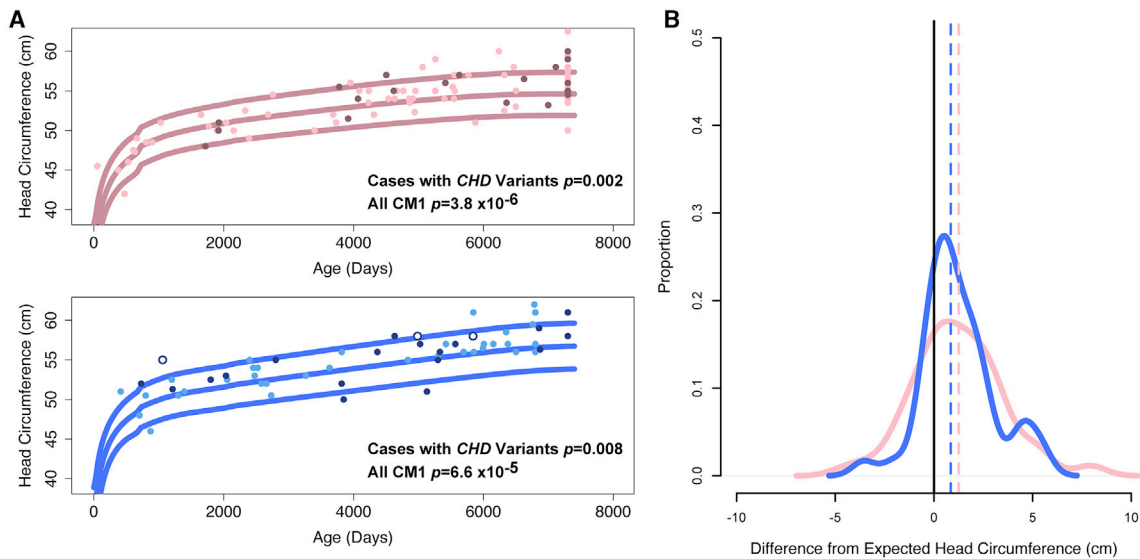 A
Head Circumference (cm)
60
55
50
45
40
Cases with CHD Variants p=0.002
All CM1 p=3.8 x10-6
0
2000
4000
6000
8000
Age (Days)
Head Circumference (cm)
60
55
50
45
40
Cases with CHD Variants p=0.008
All CM1 p=6.6 x10-5
0
2000
4000
6000
8000
Age (Days)
B
Proportion
0.5
0.4
0.3
0.2
0.1
0.0
-10
-5
0
5
10
Difference from Expected Head Circumference (cm)